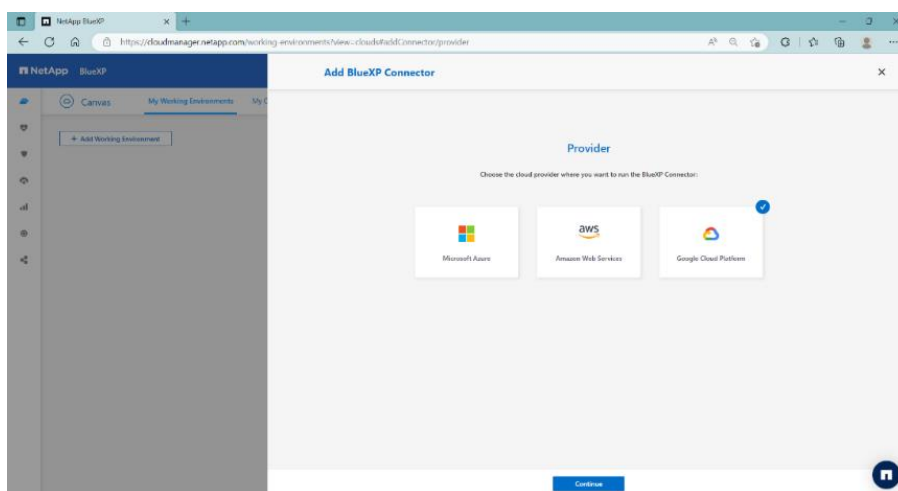 NetApp BlueXP
https://cloudmanager.netapp.com/working-environments?view=clouds#addConnector/provider
NetApp BlueXP
Add BlueXP Connector
Canvas
My Working Environments
My C
+ Add Working Environment
Provider
Choose the cloud provider where you want to run the BlueXP Connector:
aws
Microsoft Azure
Amazon Web Services
Google Cloud Platform
Continue